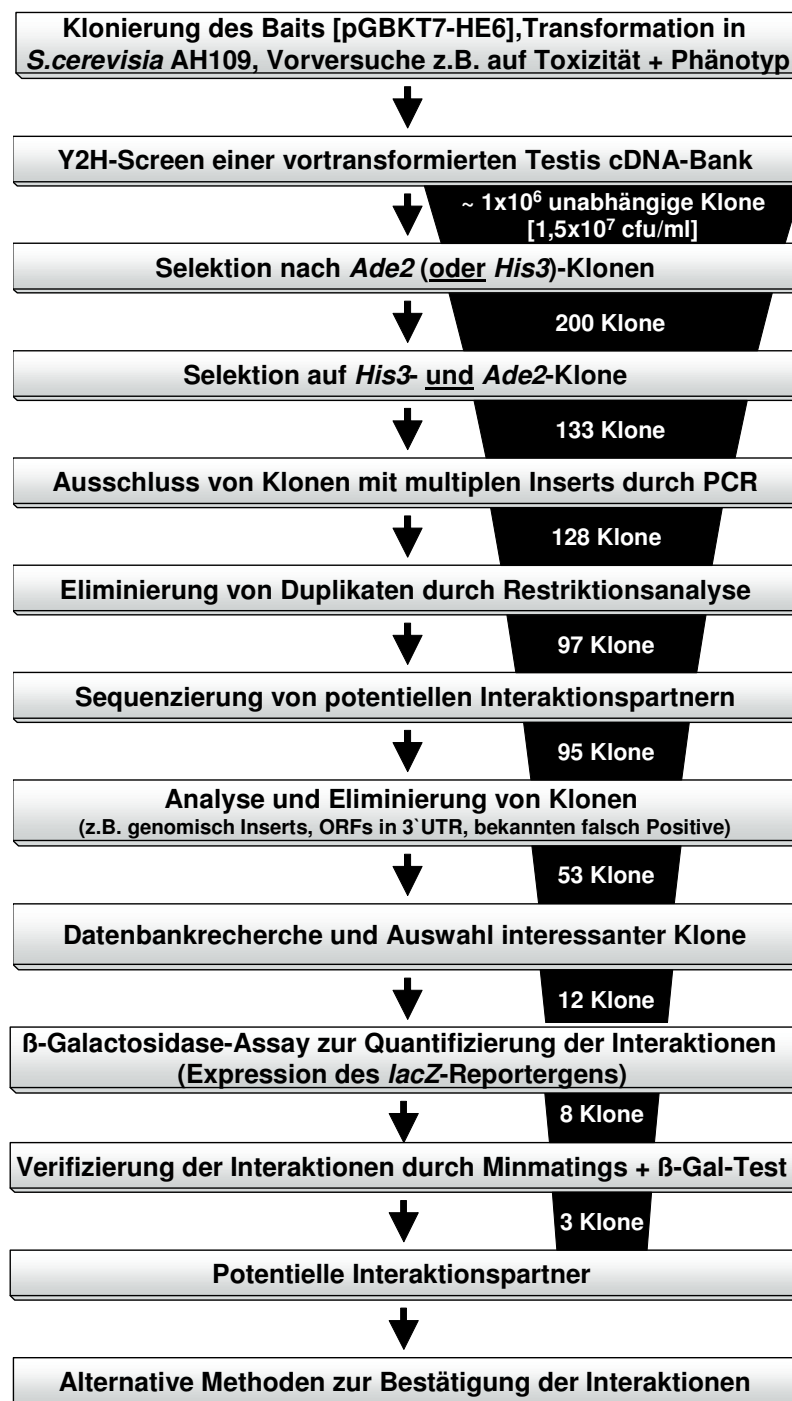 Klonierung des Baits [pGBKT7-HE6],Transformation in
S.cerevisia AH109, Vorversuche z.B. auf Toxizität + Phänotyp
Y2H-Screen einer vortransformierten Testis cDNA-Bank
~ 1x10⁶ unabhängige Klone
[1,5x10⁷ cfu/ml]
Selektion nach Ade2 (oder His3)-Klonen
200 Klone
Selektion auf His3- und Ade2-Klone
133 Klone
Ausschluss von Klonen mit multiplen Inserts durch PCR
128 Klone
Eliminierung von Duplikaten durch Restriktionsanalyse
97 Klone
Sequenzierung von potentiellen Interaktionspartnern
95 Klone
Analyse und Eliminierung von Klonen
(z.B. genomisch Inserts, ORFs in 3`UTR, bekannten falsch Positive)
53 Klone
Datenbankrecherche und Auswahl interessanter Klone
12 Klone
ß-Galactosidase-Assay zur Quantifizierung der Interaktionen
(Expression des lacZ-Reportergens)
8 Klone
Verifizierung der Interaktionen durch Minmatings + ß-Gal-Test
3 Klone
Potentielle Interaktionspartner
Alternative Methoden zur Bestätigung der Interaktionen